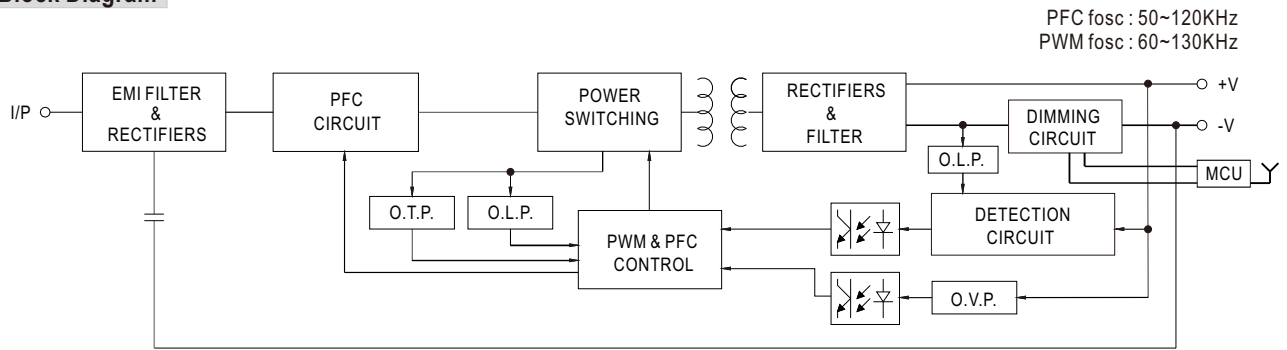 Block Diagram
PFC fosc : 50~120KHz
PWM fosc : 60~130KHz
I/P
EMI FILTER
&
RECTIFIERS
PFC
CIRCUIT
POWER
SWITCHING
RECTIFIERS
&
FILTER
DIMMING
CIRCUIT
+V
-V
O.L.P.
MCU
O.T.P.
O.L.P.
PWM & PFC
CONTROL
DETECTION
CIRCUIT
O.V.P.